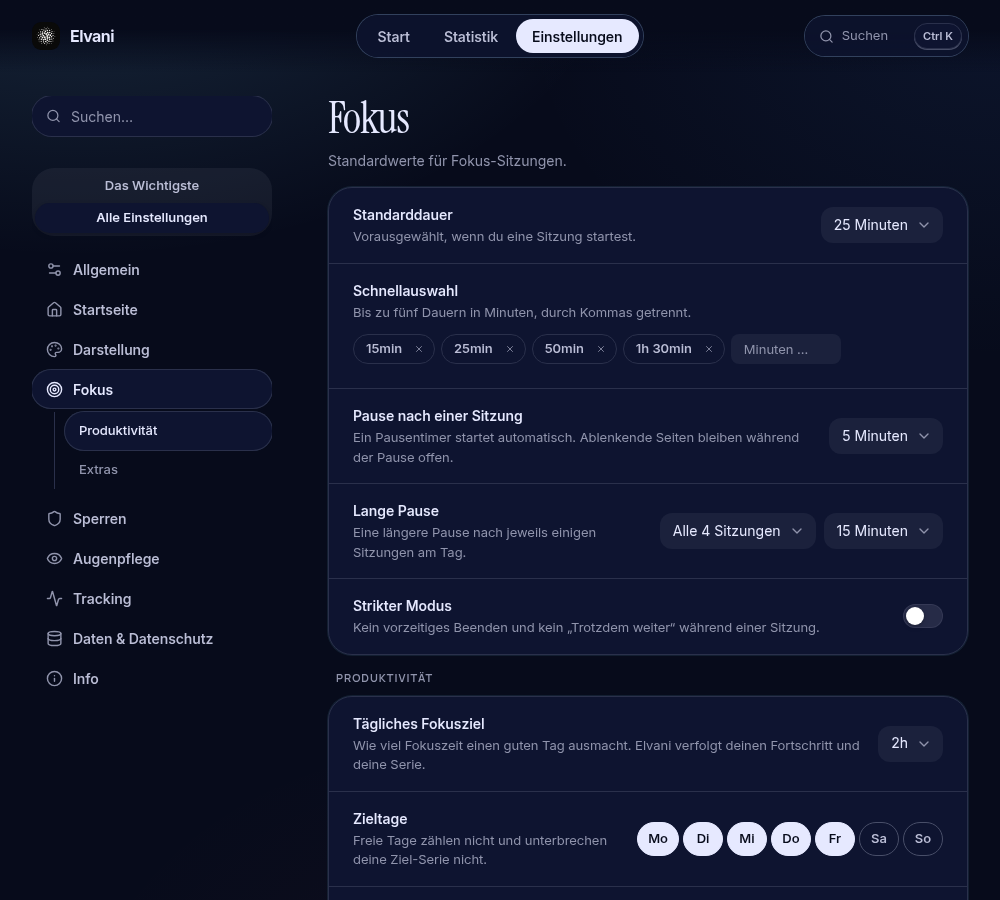 Elvani
Start
Statistik
Einstellungen
Suchen
Ctrl K
Suchen...
Das Wichtigste
Alle Einstellungen
Allgemein
Startseite
Darstellung
Fokus
Produktivität
Extras
Sperren
Augenpflege
Tracking
Daten & Datenschutz
Info
Fokus
Standardwerte für Fokus-Sitzungen.
Standarddauer
Vorausgewählt, wenn du eine Sitzung startest.
25 Minuten
Schnellauswahl
Bis zu fünf Dauern in Minuten, durch Kommas getrennt.
15min ×
25min ×
50min ×
1h 30min ×
Minuten ...
Pause nach einer Sitzung
Ein Pausentimer startet automatisch. Ablenkende Seiten bleiben während
der Pause offen.
5 Minuten
Lange Pause
Eine längere Pause nach jeweils einigen
Sitzungen am Tag.
Alle 4 Sitzungen
15 Minuten
Strikter Modus
Kein vorzeitiges Beenden und kein „Trotzdem weiter“ während einer Sitzung.
PRODUKTIVITÄT
Tägliches Fokusziel
Wie viel Fokuszeit einen guten Tag ausmacht. Elvani verfolgt deinen Fortschritt und
deine Serie.
2h
Zieltage
Freie Tage zählen nicht und unterbrechen
deine Ziel-Serie nicht.
Mo Di Mi Do Fr Sa So